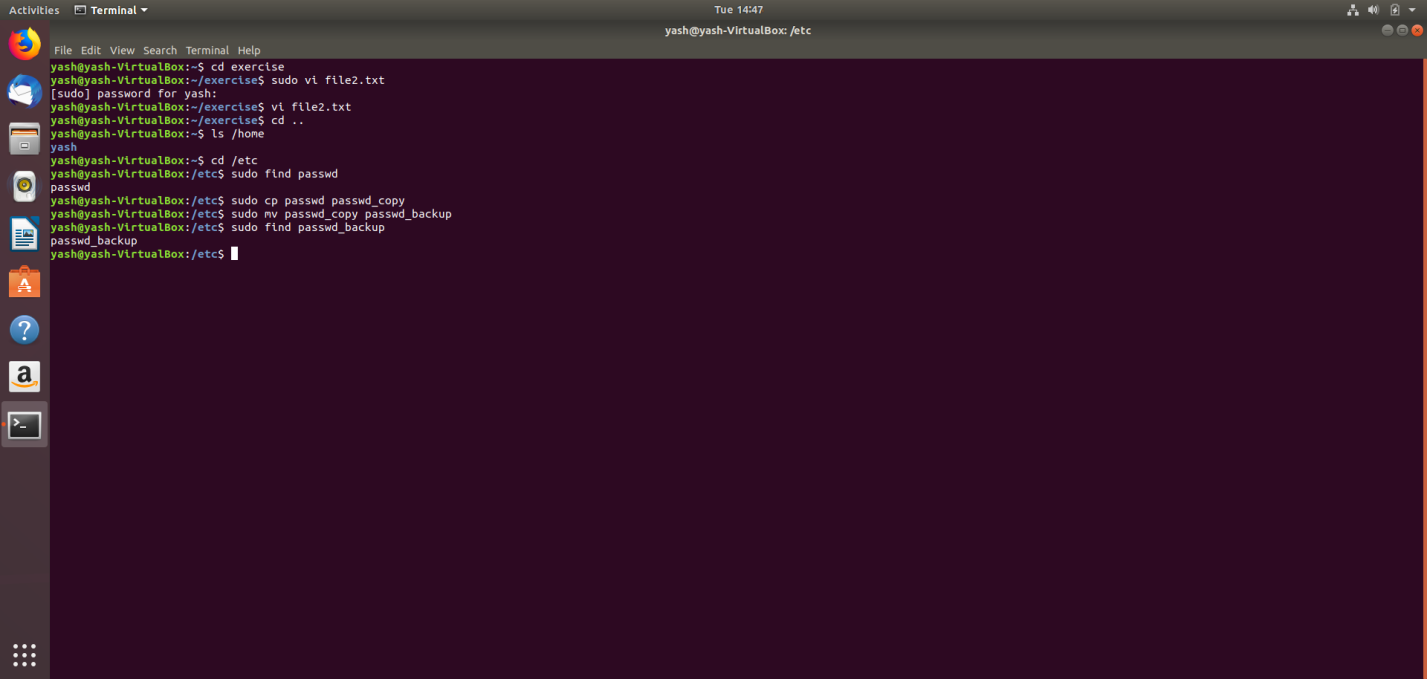 Activities Terminal Tue 14:47
yash@yash-VirtualBox: /etc
File Edit View Search Terminal Help
yash@yash-VirtualBox:~$ cd exercise
yash@yash-VirtualBox:~/exercise$ sudo vi file2.txt
[sudo] password for yash:
yash@yash-VirtualBox:~/exercise$ vi file2.txt
yash@yash-VirtualBox:~/exercise$ cd ..
yash@yash-VirtualBox:~$ ls /home
yash
yash@yash-VirtualBox:~$ cd /etc
yash@yash-VirtualBox:/etc$ sudo find passwd
passwd
yash@yash-VirtualBox:/etc$ sudo cp passwd passwd_copy
yash@yash-VirtualBox:/etc$ sudo mv passwd_copy passwd_backup
yash@yash-VirtualBox:/etc$ sudo find passwd_backup
passwd_backup
yash@yash-VirtualBox:/etc$